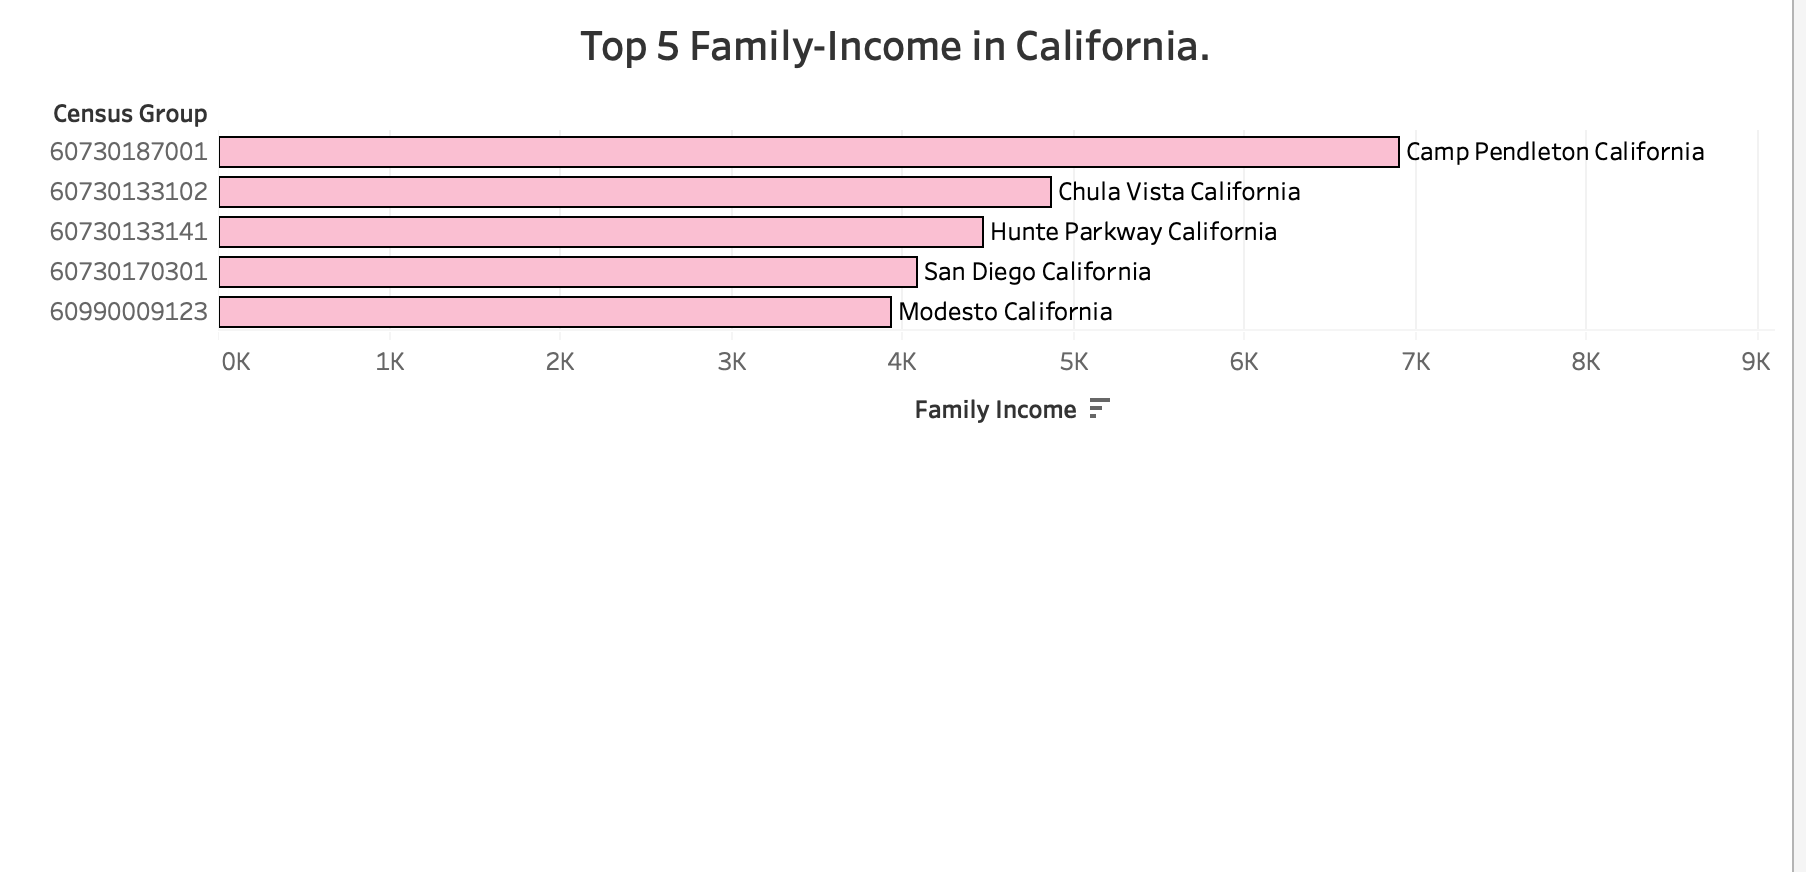 Top 5 Family-Income in California.
Census Group
60730187001 Camp Pendleton California
60730133102 Chula Vista California
60730133141 Hunte Parkway California
60730170301 San Diego California
60990009123 Modesto California
0K 1K 2K 3K 4K 5K 6K 7K 8K 9K
Family Income